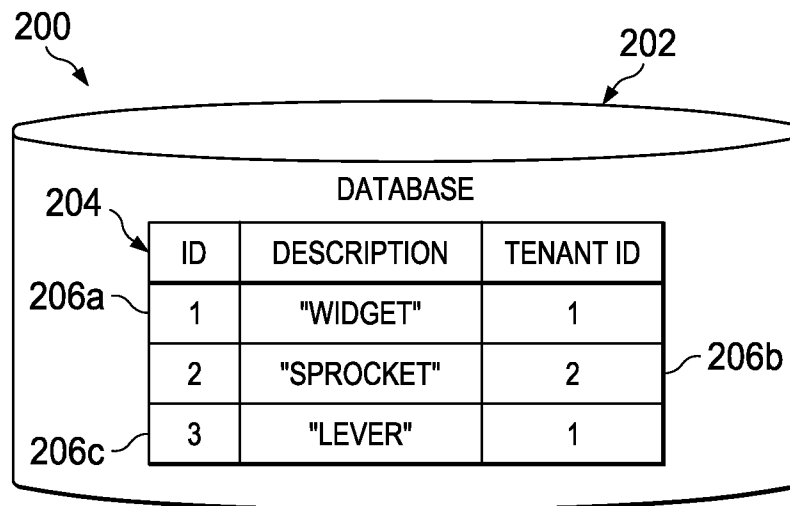 200
202
DATABASE
204
ID DESCRIPTION TENANT ID
206a 1 "WIDGET" 1
2 "SPROCKET" 2 206b
206c 3 "LEVER" 1